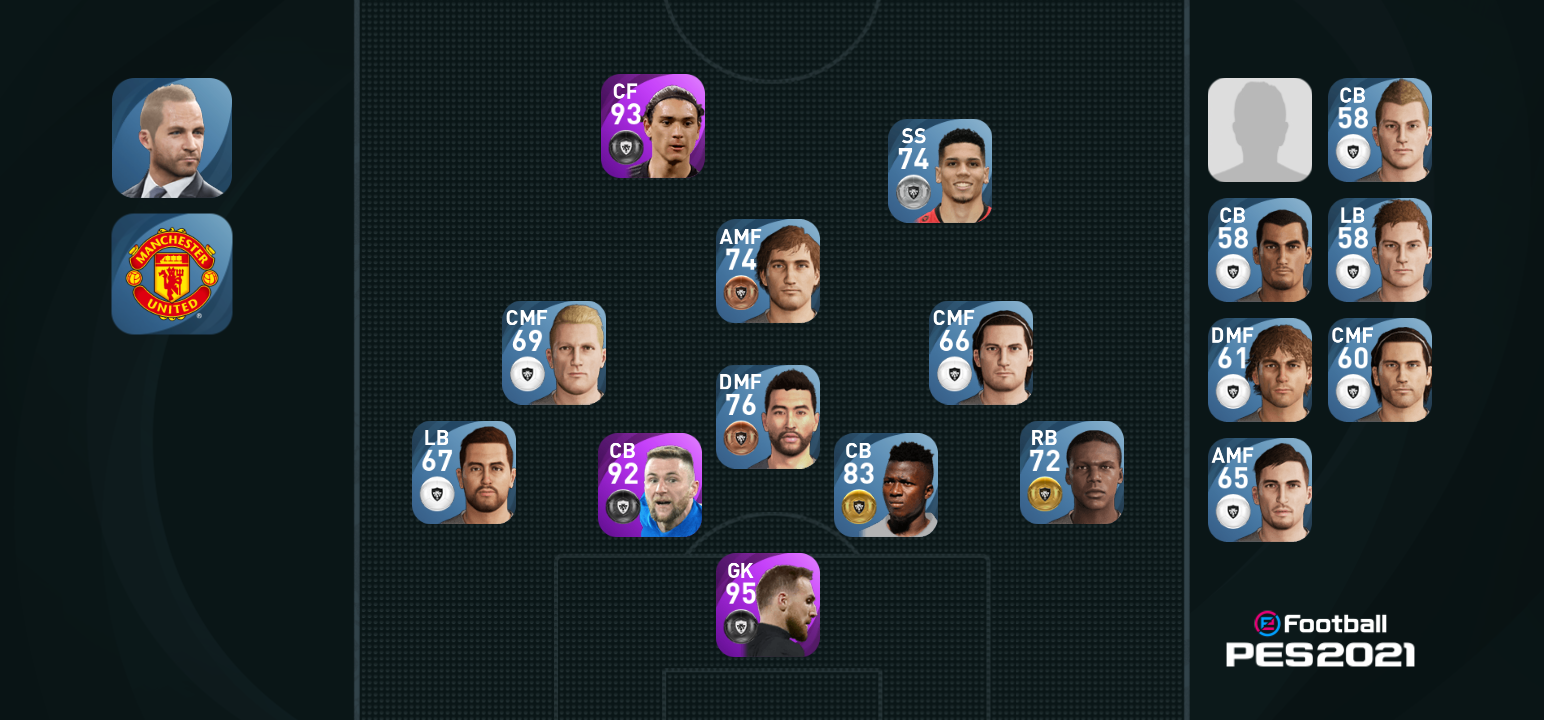 MANCHESTER
UNITED
®
CF
93
SS
74
AMF
74
CMF
69
CMF
66
DMF
76
LB
67
CB
92
CB
83
RB
72
GK
95
CB
58
CB
58
LB
58
DMF
61
CMF
60
AMF
65
eFootball
PES2021